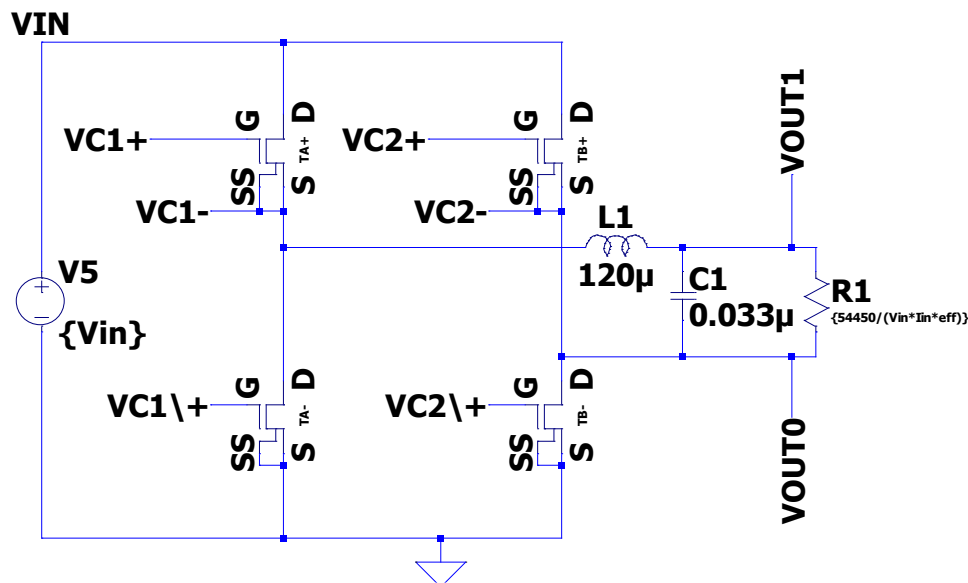 VIN
G D
VC1+
TA+
SS S
VC1-
G D
VC2+
TB+
SS S
VC2-
VOUT1
L1
120µ
V5
{Vin}
C1
0.033µ
R1
{54450/(Vin*Iin*eff)}
G D
VC1\+
TA-
SS S
G D
VC2\+
TB-
SS S
VOUT0